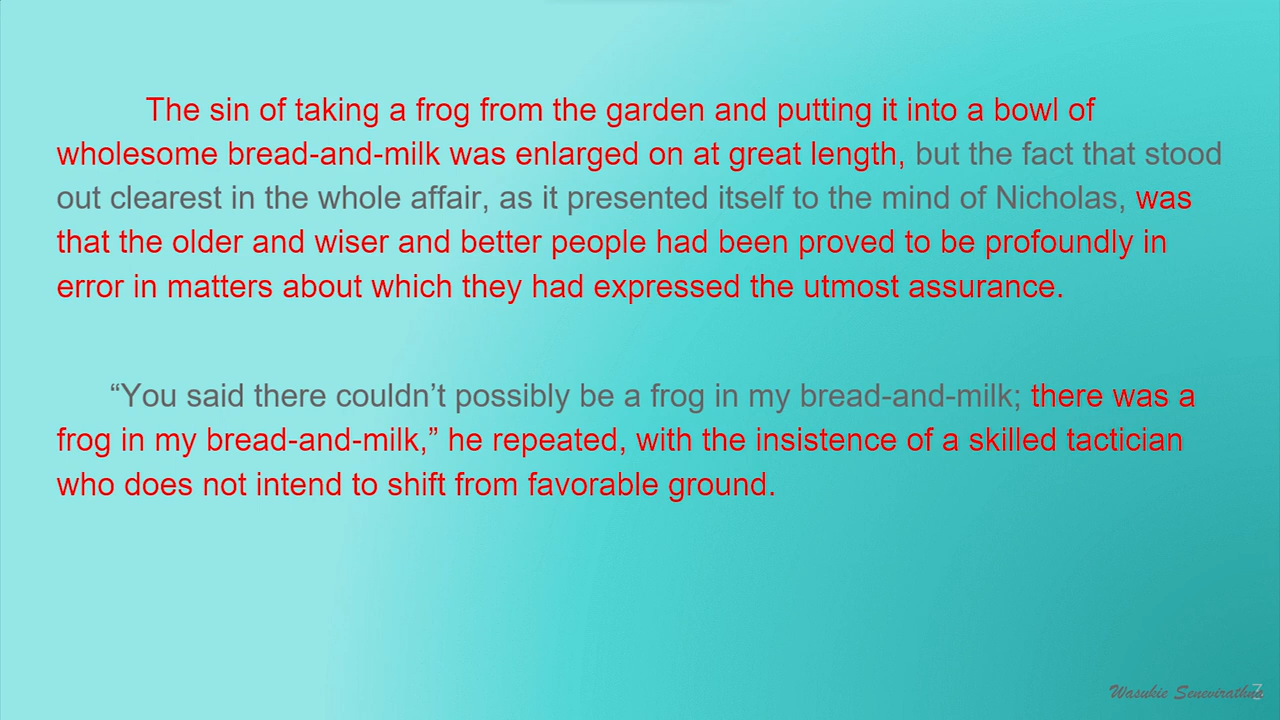 The sin of taking a frog from the garden and putting it into a bowl of
wholesome bread-and-milk was enlarged on at great length, but the fact that stood
out clearest in the whole affair, as it presented itself to the mind of Nicholas, was
that the older and wiser and better people had been proved to be profoundly in
error in matters about which they had expressed the utmost assurance.
“You said there couldn’t possibly be a frog in my bread-and-milk; there was a
frog in my bread-and-milk,” he repeated, with the insistence of a skilled tactician
who does not intend to shift from favorable ground.
Wasukie Senevirathna
7